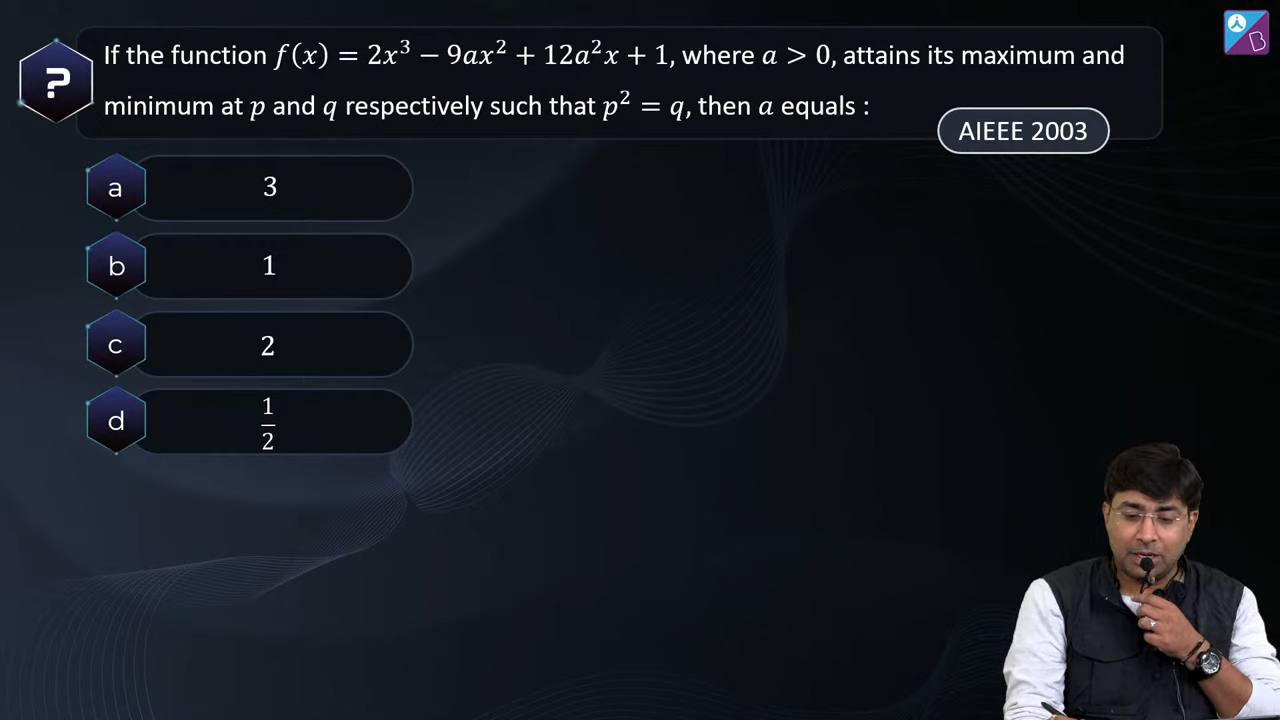 ?
If the function f(x) = 2x³ − 9ax² + 12a²x + 1, where a > 0, attains its maximum and
minimum at p and q respectively such that p² = q, then a equals :
AIEEE 2003
a 3
b 1
c 2
d 1/2
B